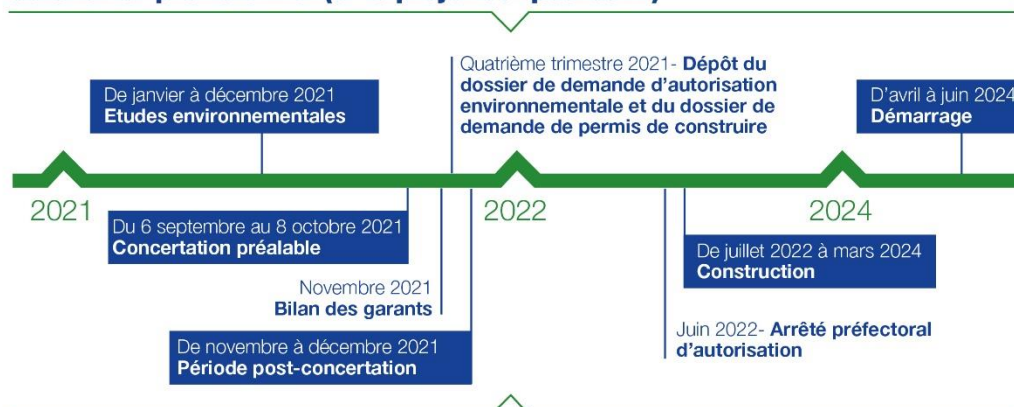 Quatrième trimestre 2021- Dépôt du
dossier de demande d'autorisation
environnementale et du dossier de
demande de permis de construire
De janvier à décembre 2021
Etudes environnementales
D'avril à juin 2024
Démarrage
2021
2022
2024
Du 6 septembre au 8 octobre 2021
Concertation préalable
De juillet 2022 à mars 2024
Construction
Novembre 2021
Bilan des garants
Juin 2022- Arrêté préfectoral
d'autorisation
De novembre à décembre 2021
Période post-concertation